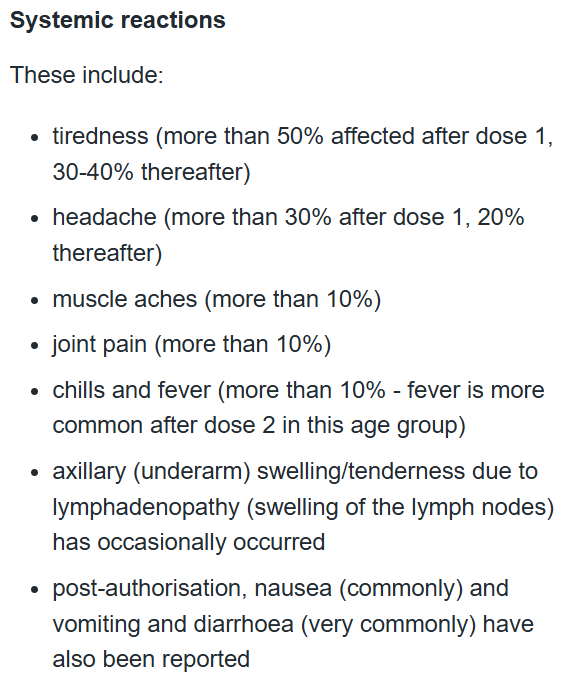 Systemic reactions
These include:
• tiredness (more than 50% affected after dose 1,
30-40% thereafter)
• headache (more than 30% after dose 1, 20%
thereafter)
• muscle aches (more than 10%)
• joint pain (more than 10%)
• chills and fever (more than 10% - fever is more
common after dose 2 in this age group)
• axillary (underarm) swelling/tenderness due to
lymphadenopathy (swelling of the lymph nodes)
has occasionally occurred
• post-authorisation, nausea (commonly) and
vomiting and diarrhoea (very commonly) have
also been reported